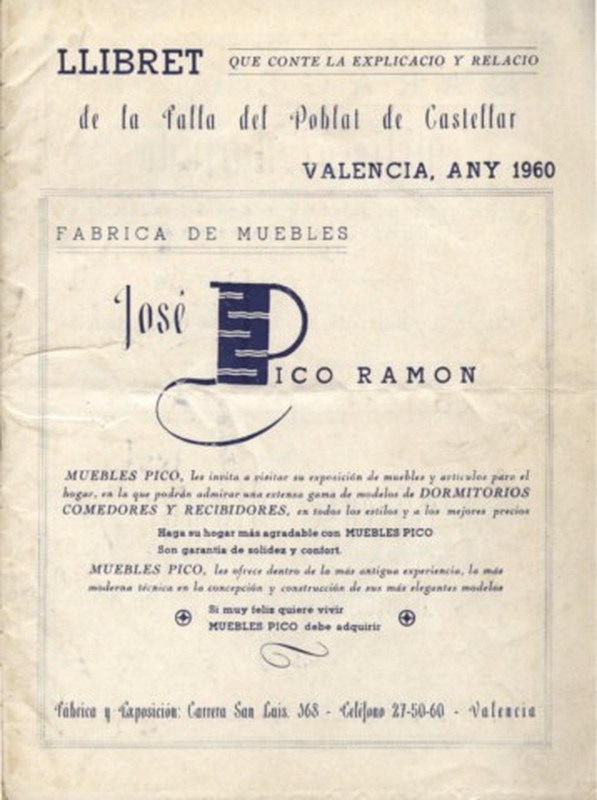 LLIBRET QUE CONTE LA EXPLICACIO Y RELACIO
de la Falla del Poblat de Castellar
VALENCIA, ANY 1960
FABRICA DE MUEBLES
José
PICO RAMON
MUEBLES PICO, les invita a visitar su exposición de muebles y artículos para el
hogar, en la que podrán admirar una extensa gama de modelos de DORMITORIOS
COMEDORES Y RECIBIDORES, en todos los estilos y a los mejores precios
Haga su hogar más agradable con MUEBLES PICO
Son garantía de solidez y confort.
MUEBLES PICO, les ofrece dentro de la más antigua experiencia, la más
moderna técnica en la concepción y construcción de sus más elegantes modelos
Si muy feliz quiere vivir
MUEBLES PICO debe adquirir
Fábrica y Exposición: Carrera San Luis, 368 - Teléfono 27-50-60 - Valencia